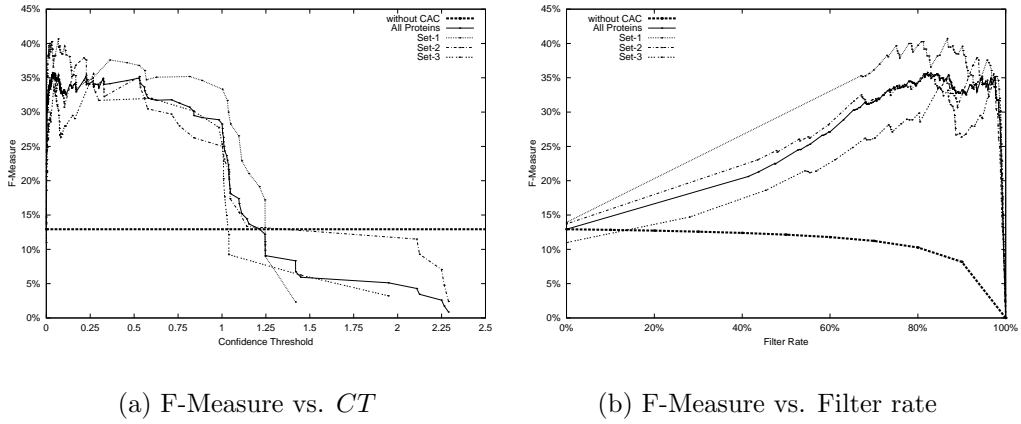 45%
40%
35%
30%
25%
20%
15%
10%
5%
0%
F-Measure
without CAC
All Proteins
Set-1
Set-2
Set-3
0 0.25 0.5 0.75 1 1.25 1.5 1.75 2 2.25 2.5
Confidence Threshold
(a) F-Measure vs. CT
45%
40%
35%
30%
25%
20%
15%
10%
5%
0%
F-Measure
without CAC
All Proteins
Set-1
Set-2
Set-3
0% 20% 40% 60% 80% 100%
Filter Rate
(b) F-Measure vs. Filter rate